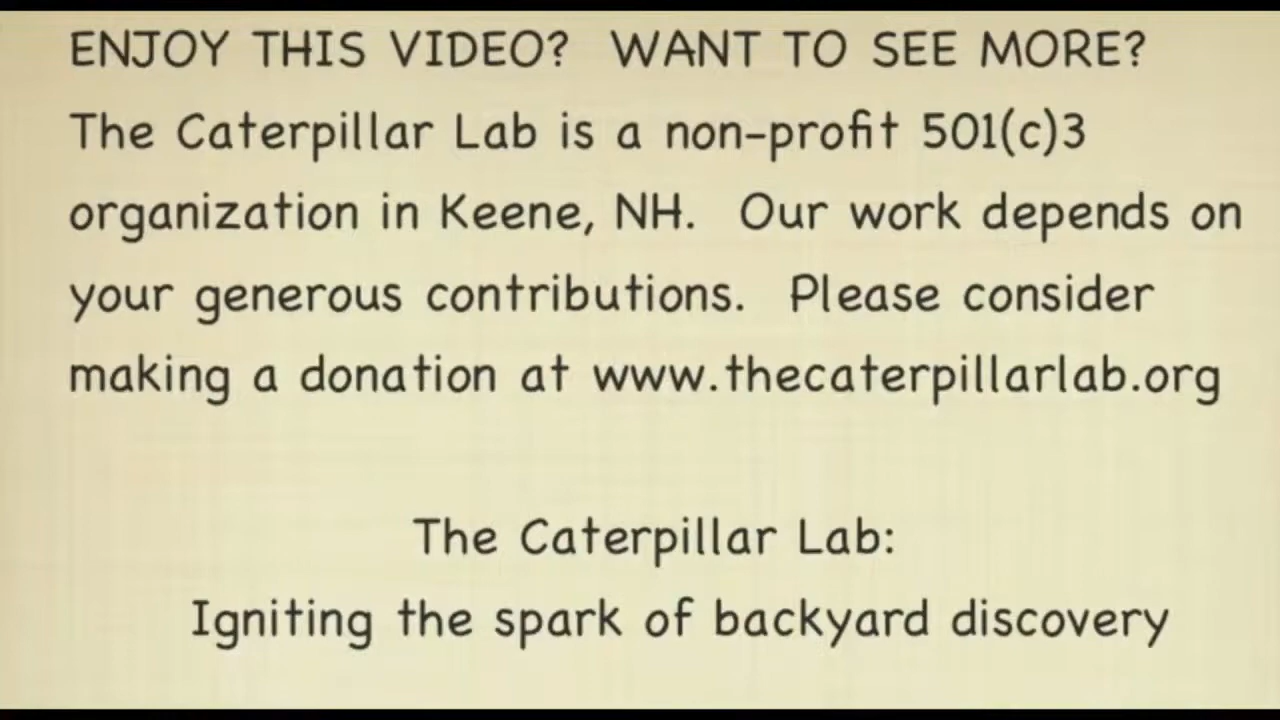 ENJOY THIS VIDEO?  WANT TO SEE MORE?
The Caterpillar Lab is a non-profit 501(c)3
organization in Keene, NH.  Our work depends on
your generous contributions.  Please consider
making a donation at www.thecaterpillarlab.org
The Caterpillar Lab:
Igniting the spark of backyard discovery